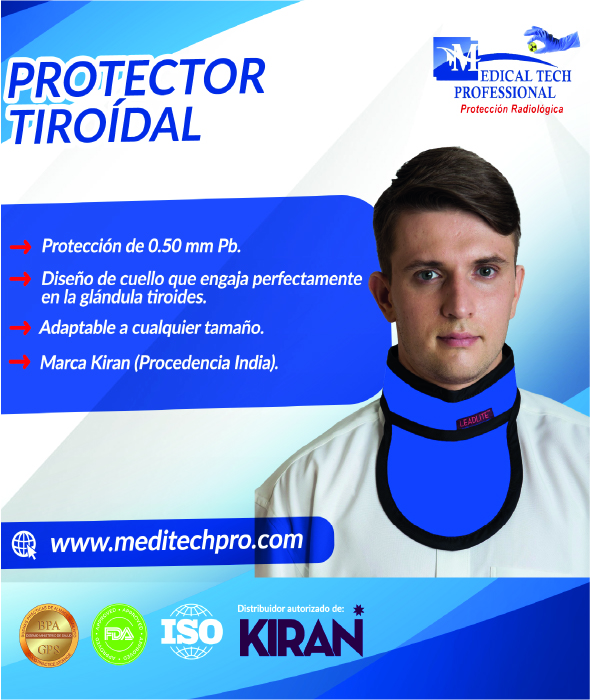 MEDICAL TECH
PROFESSIONAL
Protección Radiológica
PROTECTOR
TIROÍDAL
Protección de 0.50 mm Pb.
Diseño de cuello que engaja perfectamente
en la glándula tiroides.
Adaptable a cualquier tamaño.
Marca Kiran (Procedencia India).
LEADLITE
www.meditechpro.com
BPA
GPS
FDA
APPROVED
ISO
Distribuidor autorizado de:
KIRAN